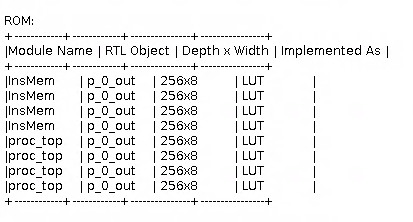 ROM:
+------------+------------+---------------+----------------+
|Module Name | RTL Object | Depth x Width | Implemented As |
+------------+------------+---------------+----------------+
|InsMem | p_0_out | 256x8 | LUT |
|InsMem | p_0_out | 256x8 | LUT |
|InsMem | p_0_out | 256x8 | LUT |
|InsMem | p_0_out | 256x8 | LUT |
|proc_top | p_0_out | 256x8 | LUT |
|proc_top | p_0_out | 256x8 | LUT |
|proc_top | p_0_out | 256x8 | LUT |
|proc_top | p_0_out | 256x8 | LUT |
+------------+------------+---------------+----------------+